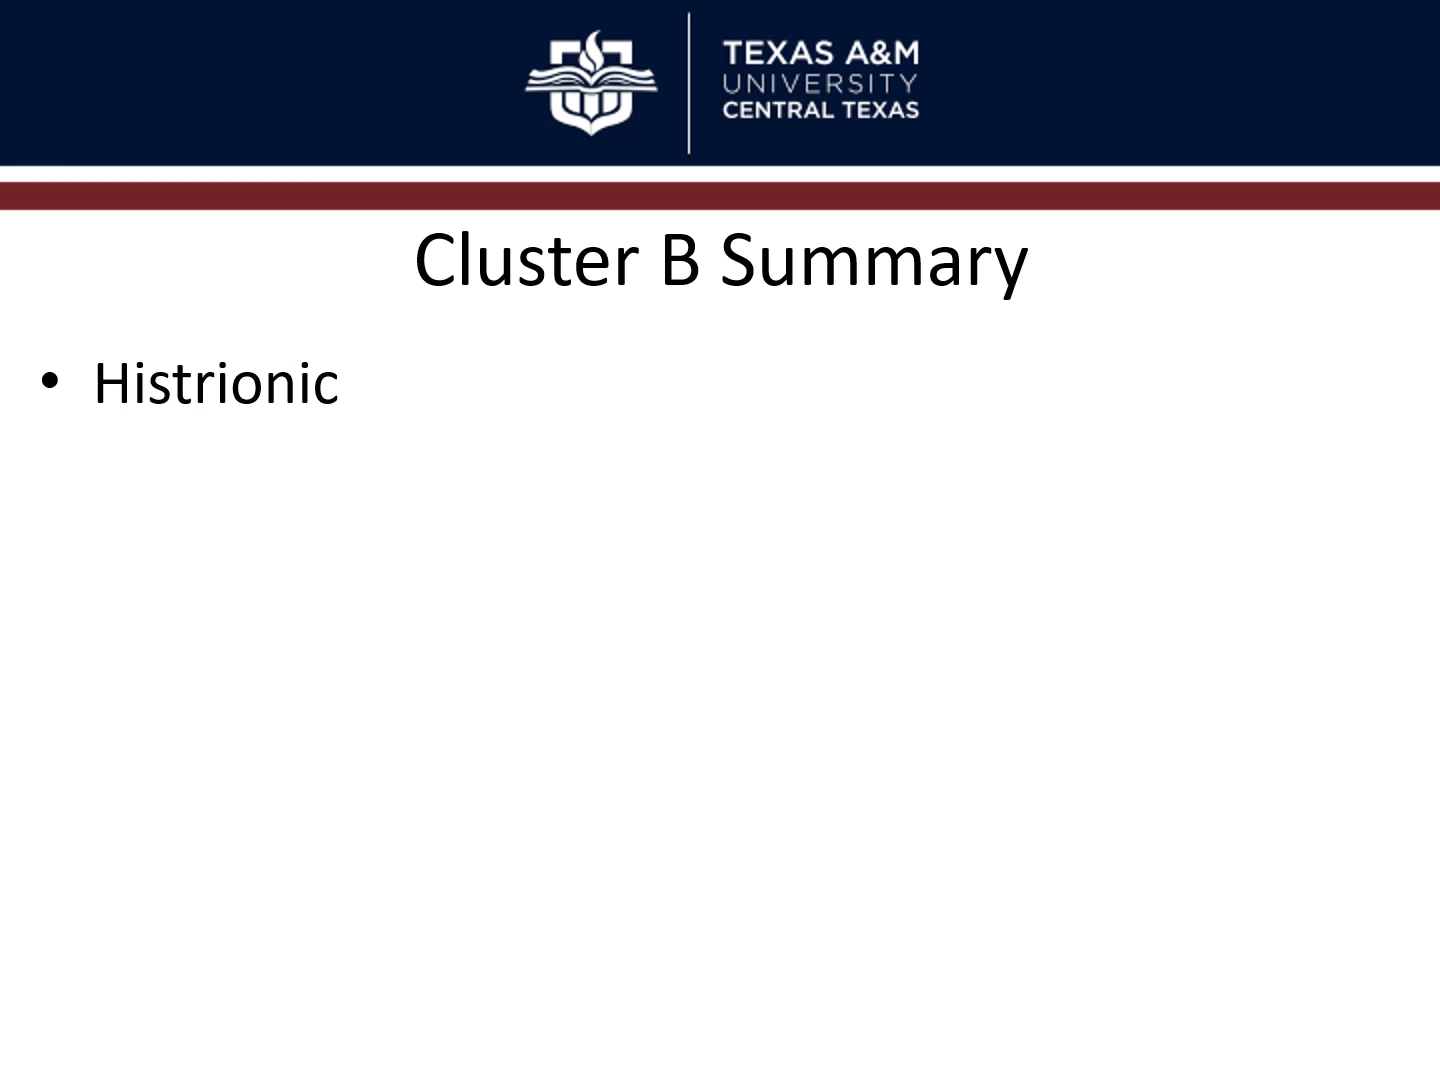 TEXAS A&M
UNIVERSITY
CENTRAL TEXAS
Cluster B Summary
• Histrionic